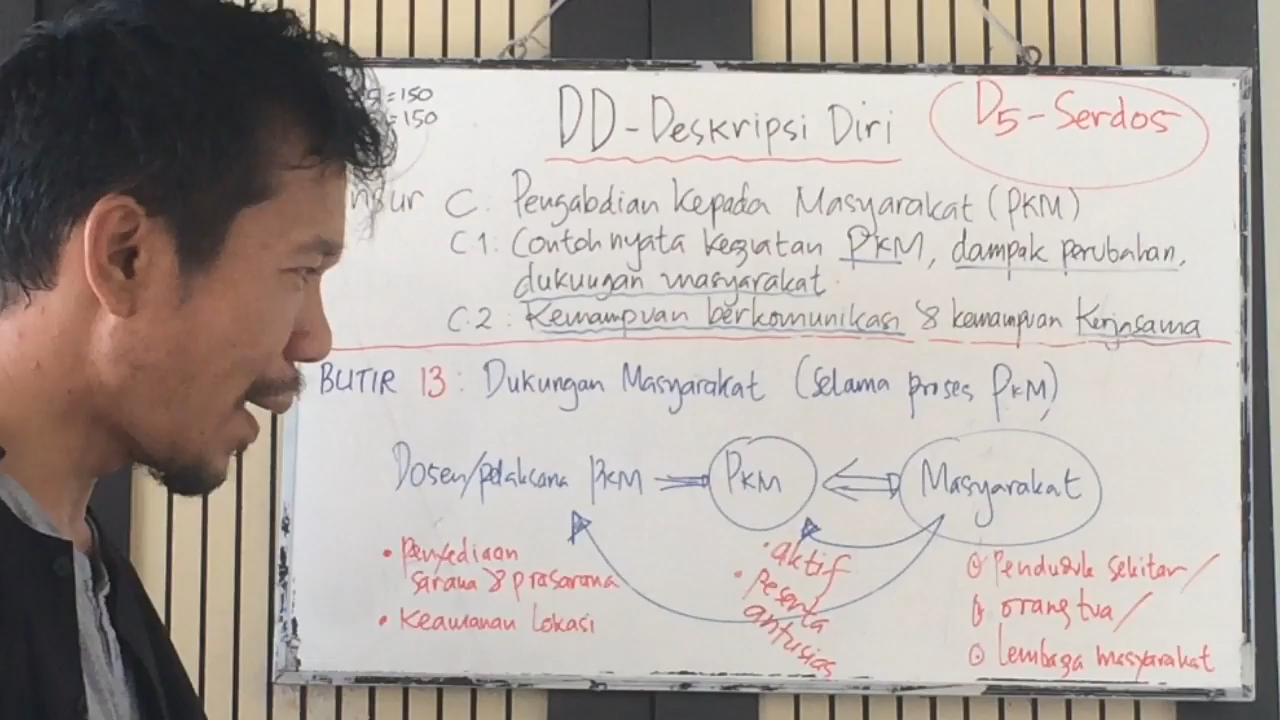 = 150
= 150
DD-Deskripsi Diri
D5-Serdos
C. Pengabdian Kepada Masyarakat (PKM)
C.1: Contoh nyata kegiatan PKM, dampak perubahan,
dukungan masyarakat.
C.2: Kemampuan berkomunikasi & kemampuan Kerjasama
BUTIR 13: Dukungan Masyarakat (Selama proses PKM)
Dosen/pelaksana PKM
PKM
Masyarakat
• Penyediaan
sarana & prasarana
• Keamanan Lokasi
• aktif
• peserta
antusias
Penduduk sekitar/
orang tua/
lembaga masyarakat